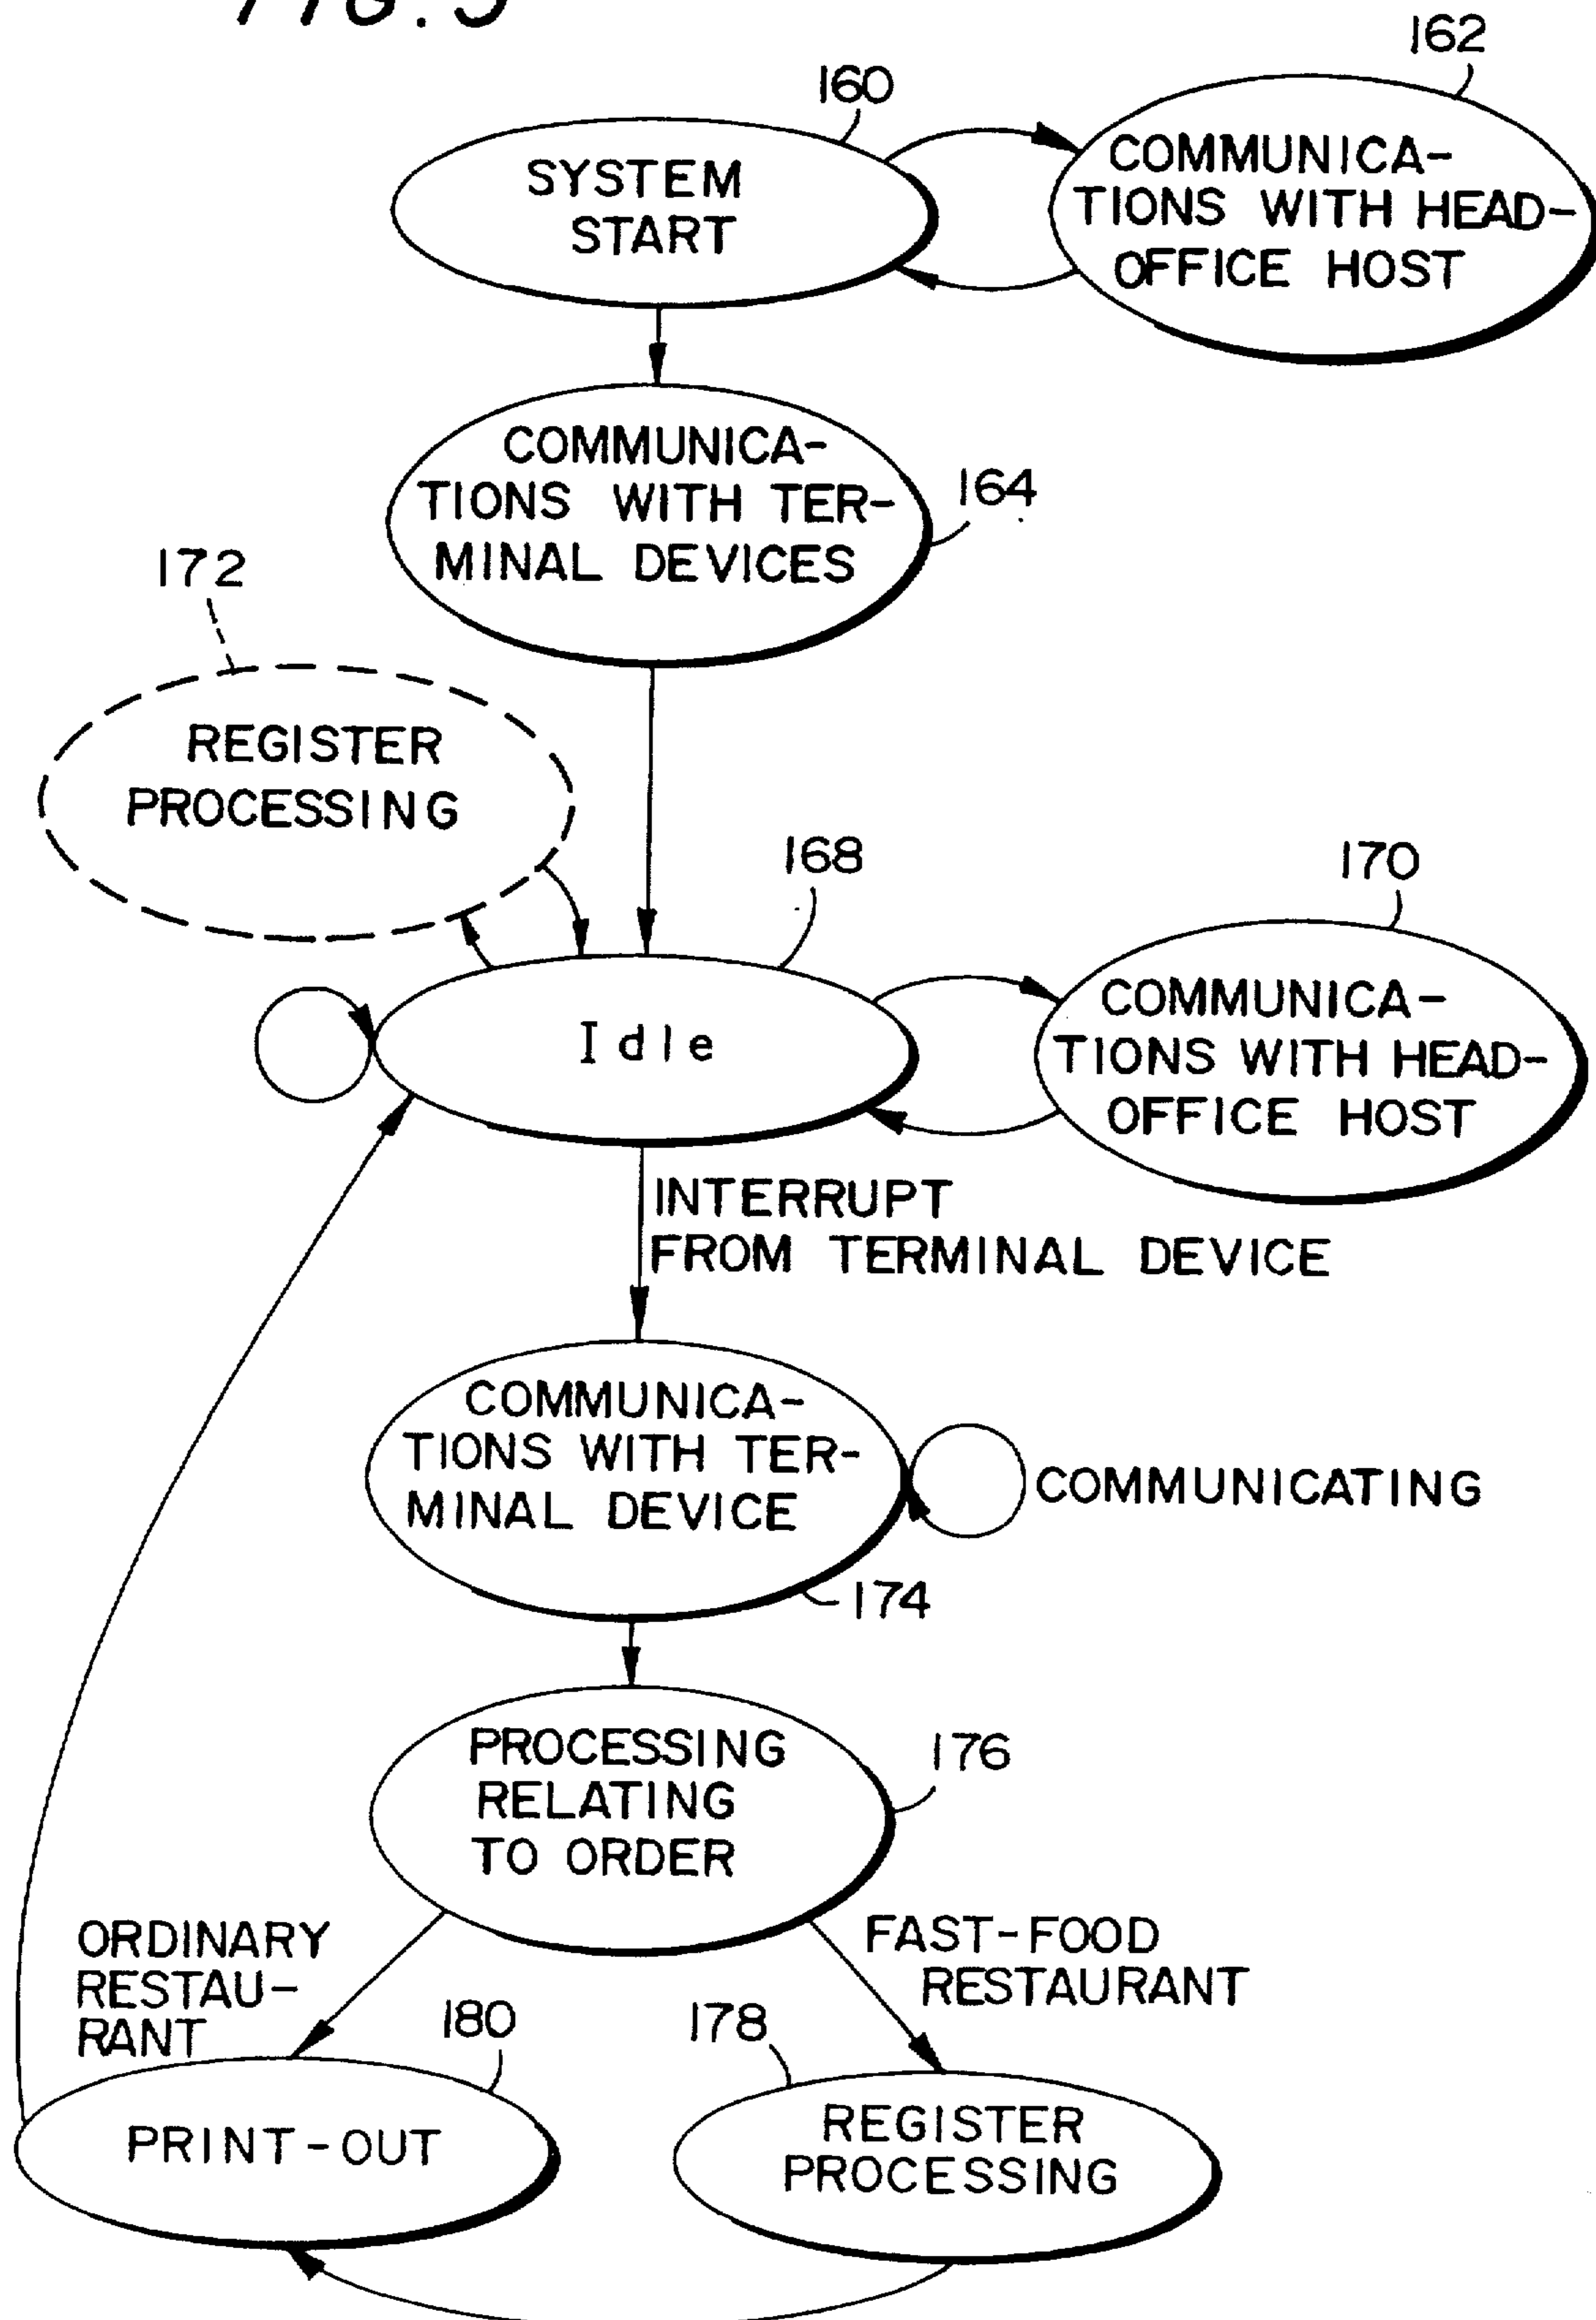 160
162
SYSTEM
START
COMMUNICA-
TIONS WITH HEAD-
OFFICE HOST
COMMUNICA-
TIONS WITH TER-
MINAL DEVICES
164
172
REGISTER
PROCESSING
168
170
Idle
COMMUNICA-
TIONS WITH HEAD-
OFFICE HOST
INTERRUPT
FROM TERMINAL DEVICE
COMMUNICA-
TIONS WITH TER-
MINAL DEVICE
COMMUNICATING
174
PROCESSING
RELATING
TO ORDER
176
ORDINARY
RESTAU-
RANT
FAST-FOOD
RESTAURANT
180
178
PRINT-OUT
REGISTER
PROCESSING